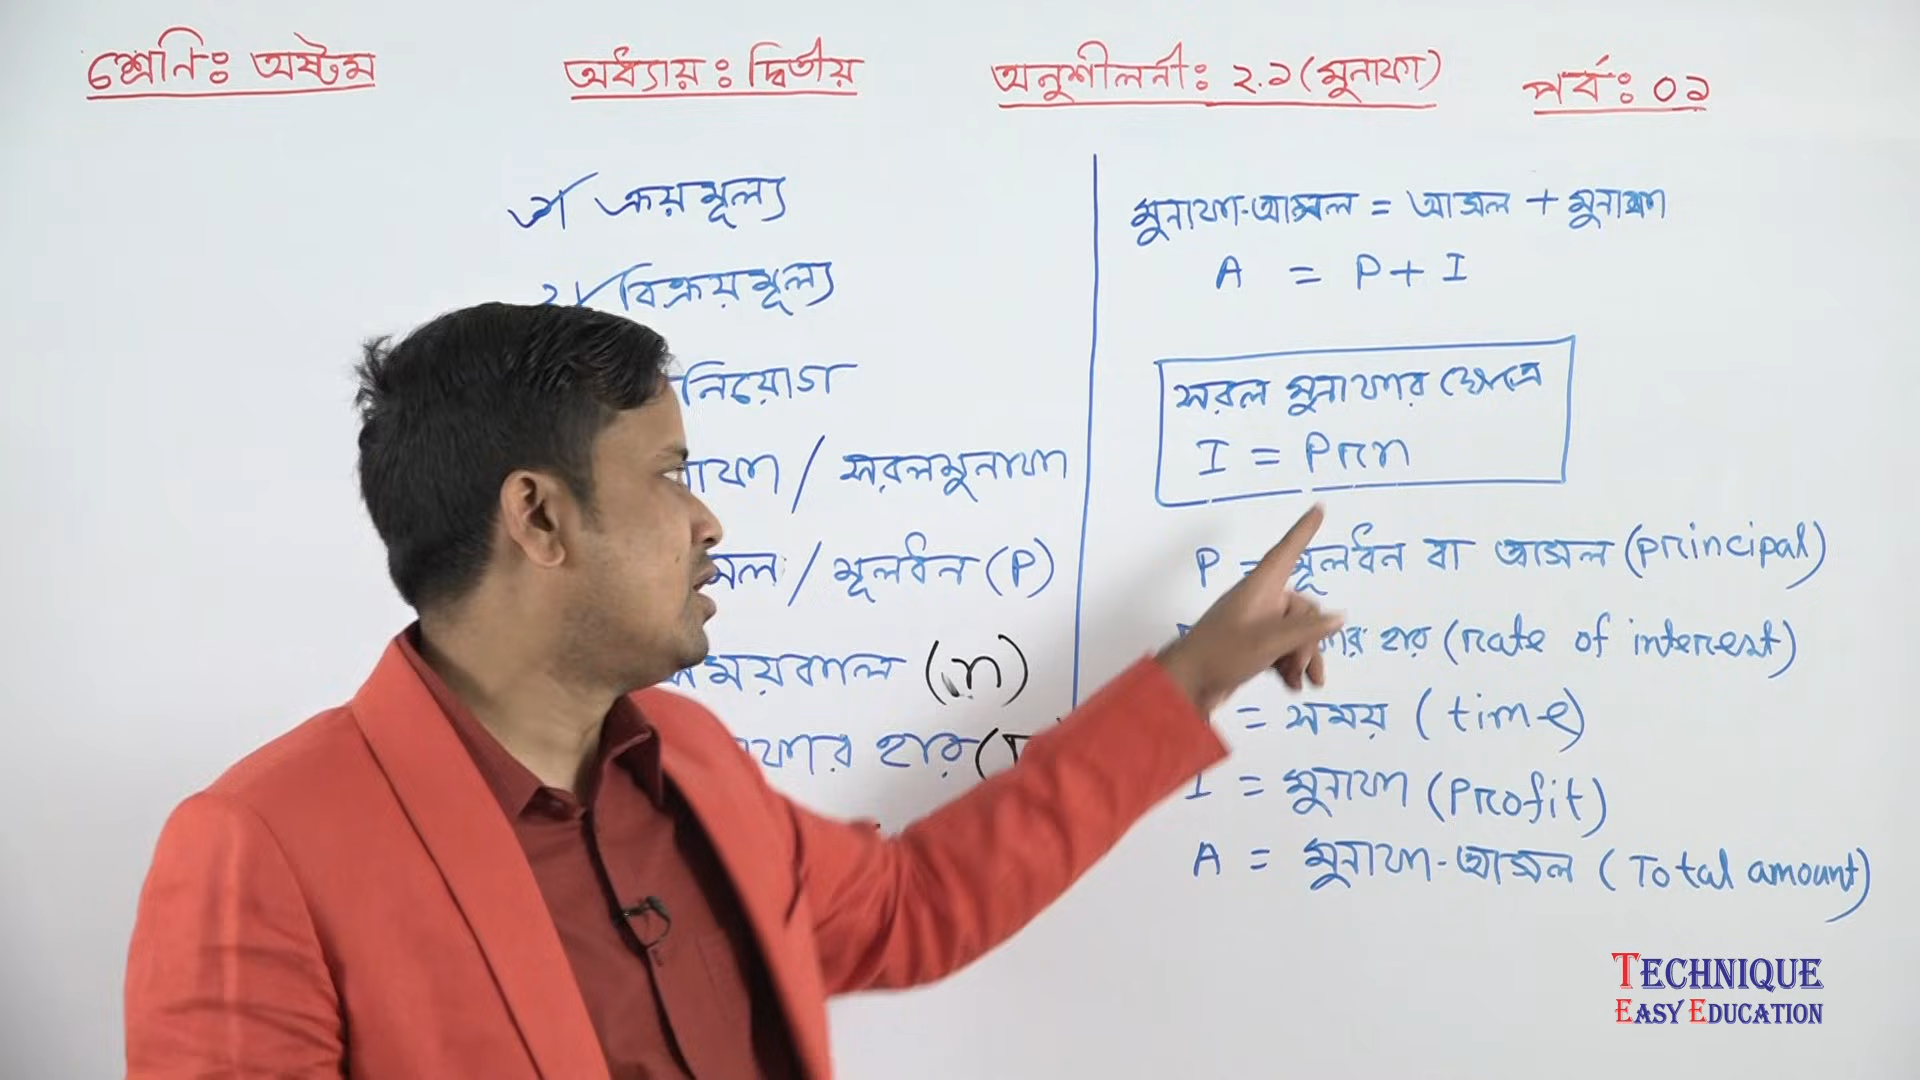 শ্রেণি: অষ্টম
অধ্যায়: দ্বিতীয়
অনুশীলনী: ২.১ (মুনাফা)
পর্ব: ০১
১। ক্রয়মূল্য
২। বিক্রয়মূল্য
নিয়োগ
/ সরলমুনাফা
/ মূলধন (P)
সময়কাল (n)
হার (r
মুনাফা-আসল = আসল + মুনাফা
A = P + I
সরল মুনাফার ক্ষেত্রে
I = Prn
P = মূলধন বা আসল (Principal)
হার (rate of interest)
= সময় (time)
I = মুনাফা (Profit)
A = মুনাফা-আসল (Total amount)
TECHNIQUE
EASY EDUCATION